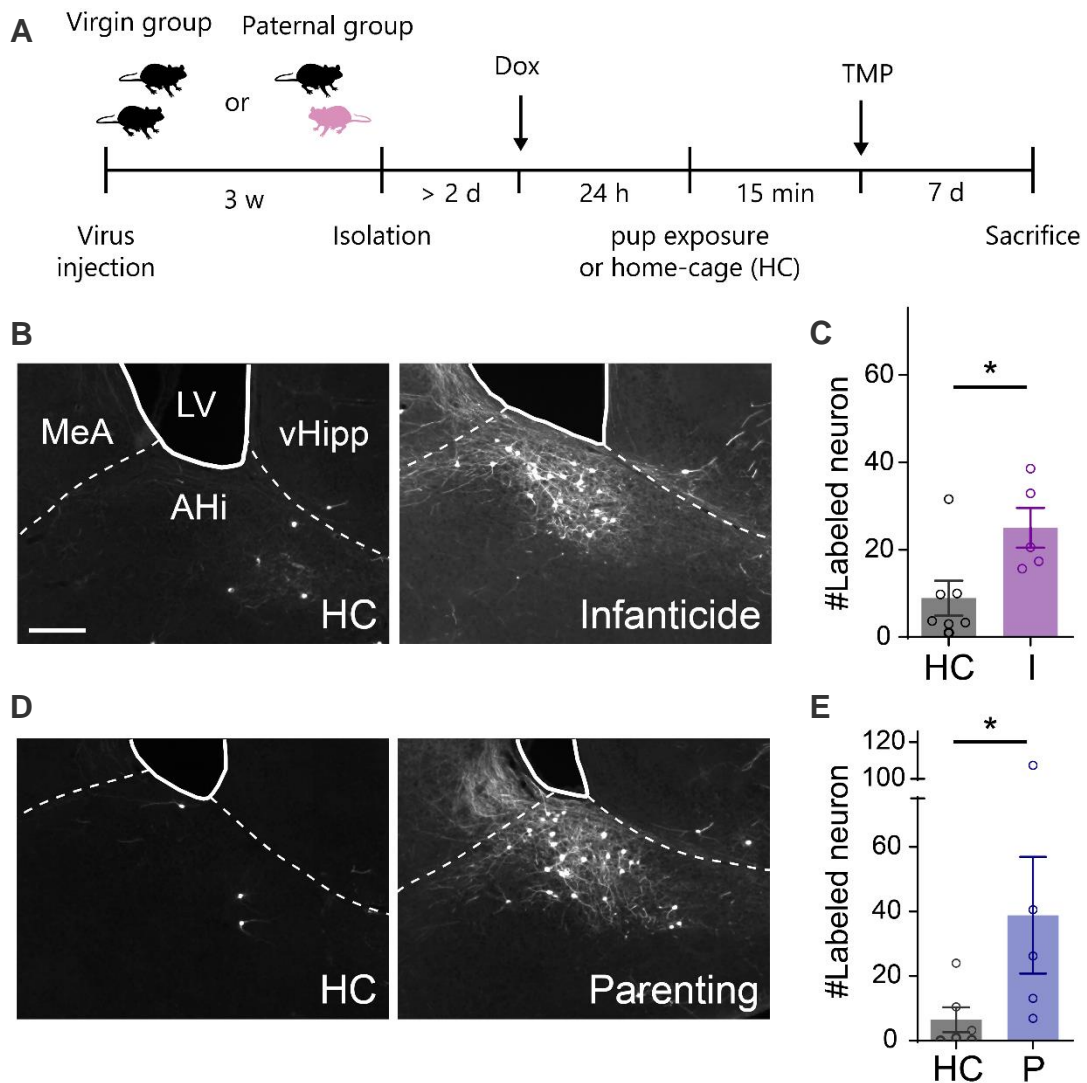 A
Virgin group
Paternal group
or
Dox
TMP
3 w
> 2 d
24 h
15 min
7 d
Virus
injection
Isolation
pup exposure
or home-cage (HC)
Sacrifice
B
LV
MeA
vHipp
AHi
HC
Infanticide
C
*
60
40
20
0
#Labeled neuron
HC
I
D
HC
Parenting
E
*
120
100
60
40
20
0
#Labeled neuron
HC
P